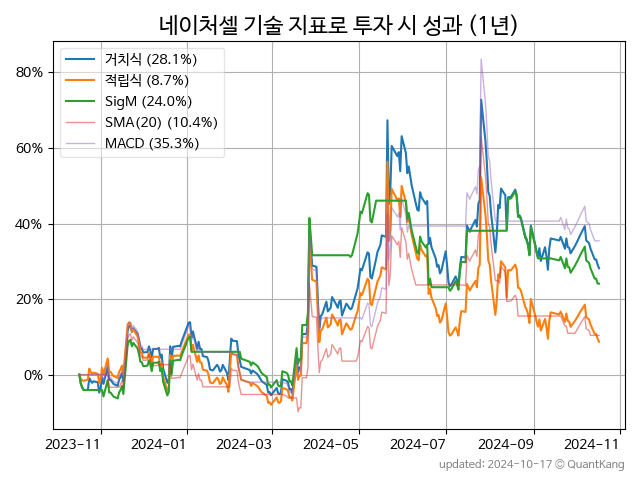 네이처셀 기술 지표로 투자 시 성과 (1년)
거치식 (28.1%)
적립식 (8.7%)
SigM (24.0%)
SMA(20) (10.4%)
MACD (35.3%)
80%
60%
40%
20%
0%
2023-11 2024-01 2024-03 2024-05 2024-07 2024-09 2024-11
updated: 2024-10-17 © QuantKang